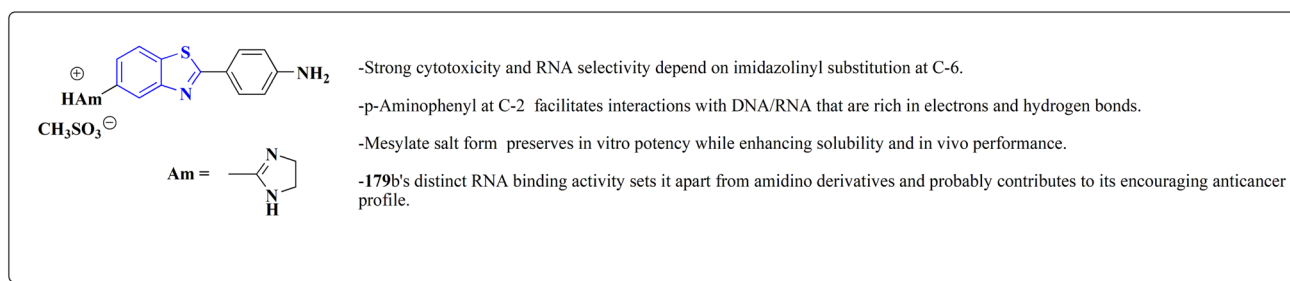 S
N
NH2
⊕
HAm
CH3SO3⊖
Am =
N
N
H
-Strong cytotoxicity and RNA selectivity depend on imidazolinyl substitution at C-6.
-p-Aminophenyl at C-2 facilitates interactions with DNA/RNA that are rich in electrons and hydrogen bonds.
-Mesylate salt form preserves in vitro potency while enhancing solubility and in vivo performance.
-179b's distinct RNA binding activity sets it apart from amidino derivatives and probably contributes to its encouraging anticancer
profile.